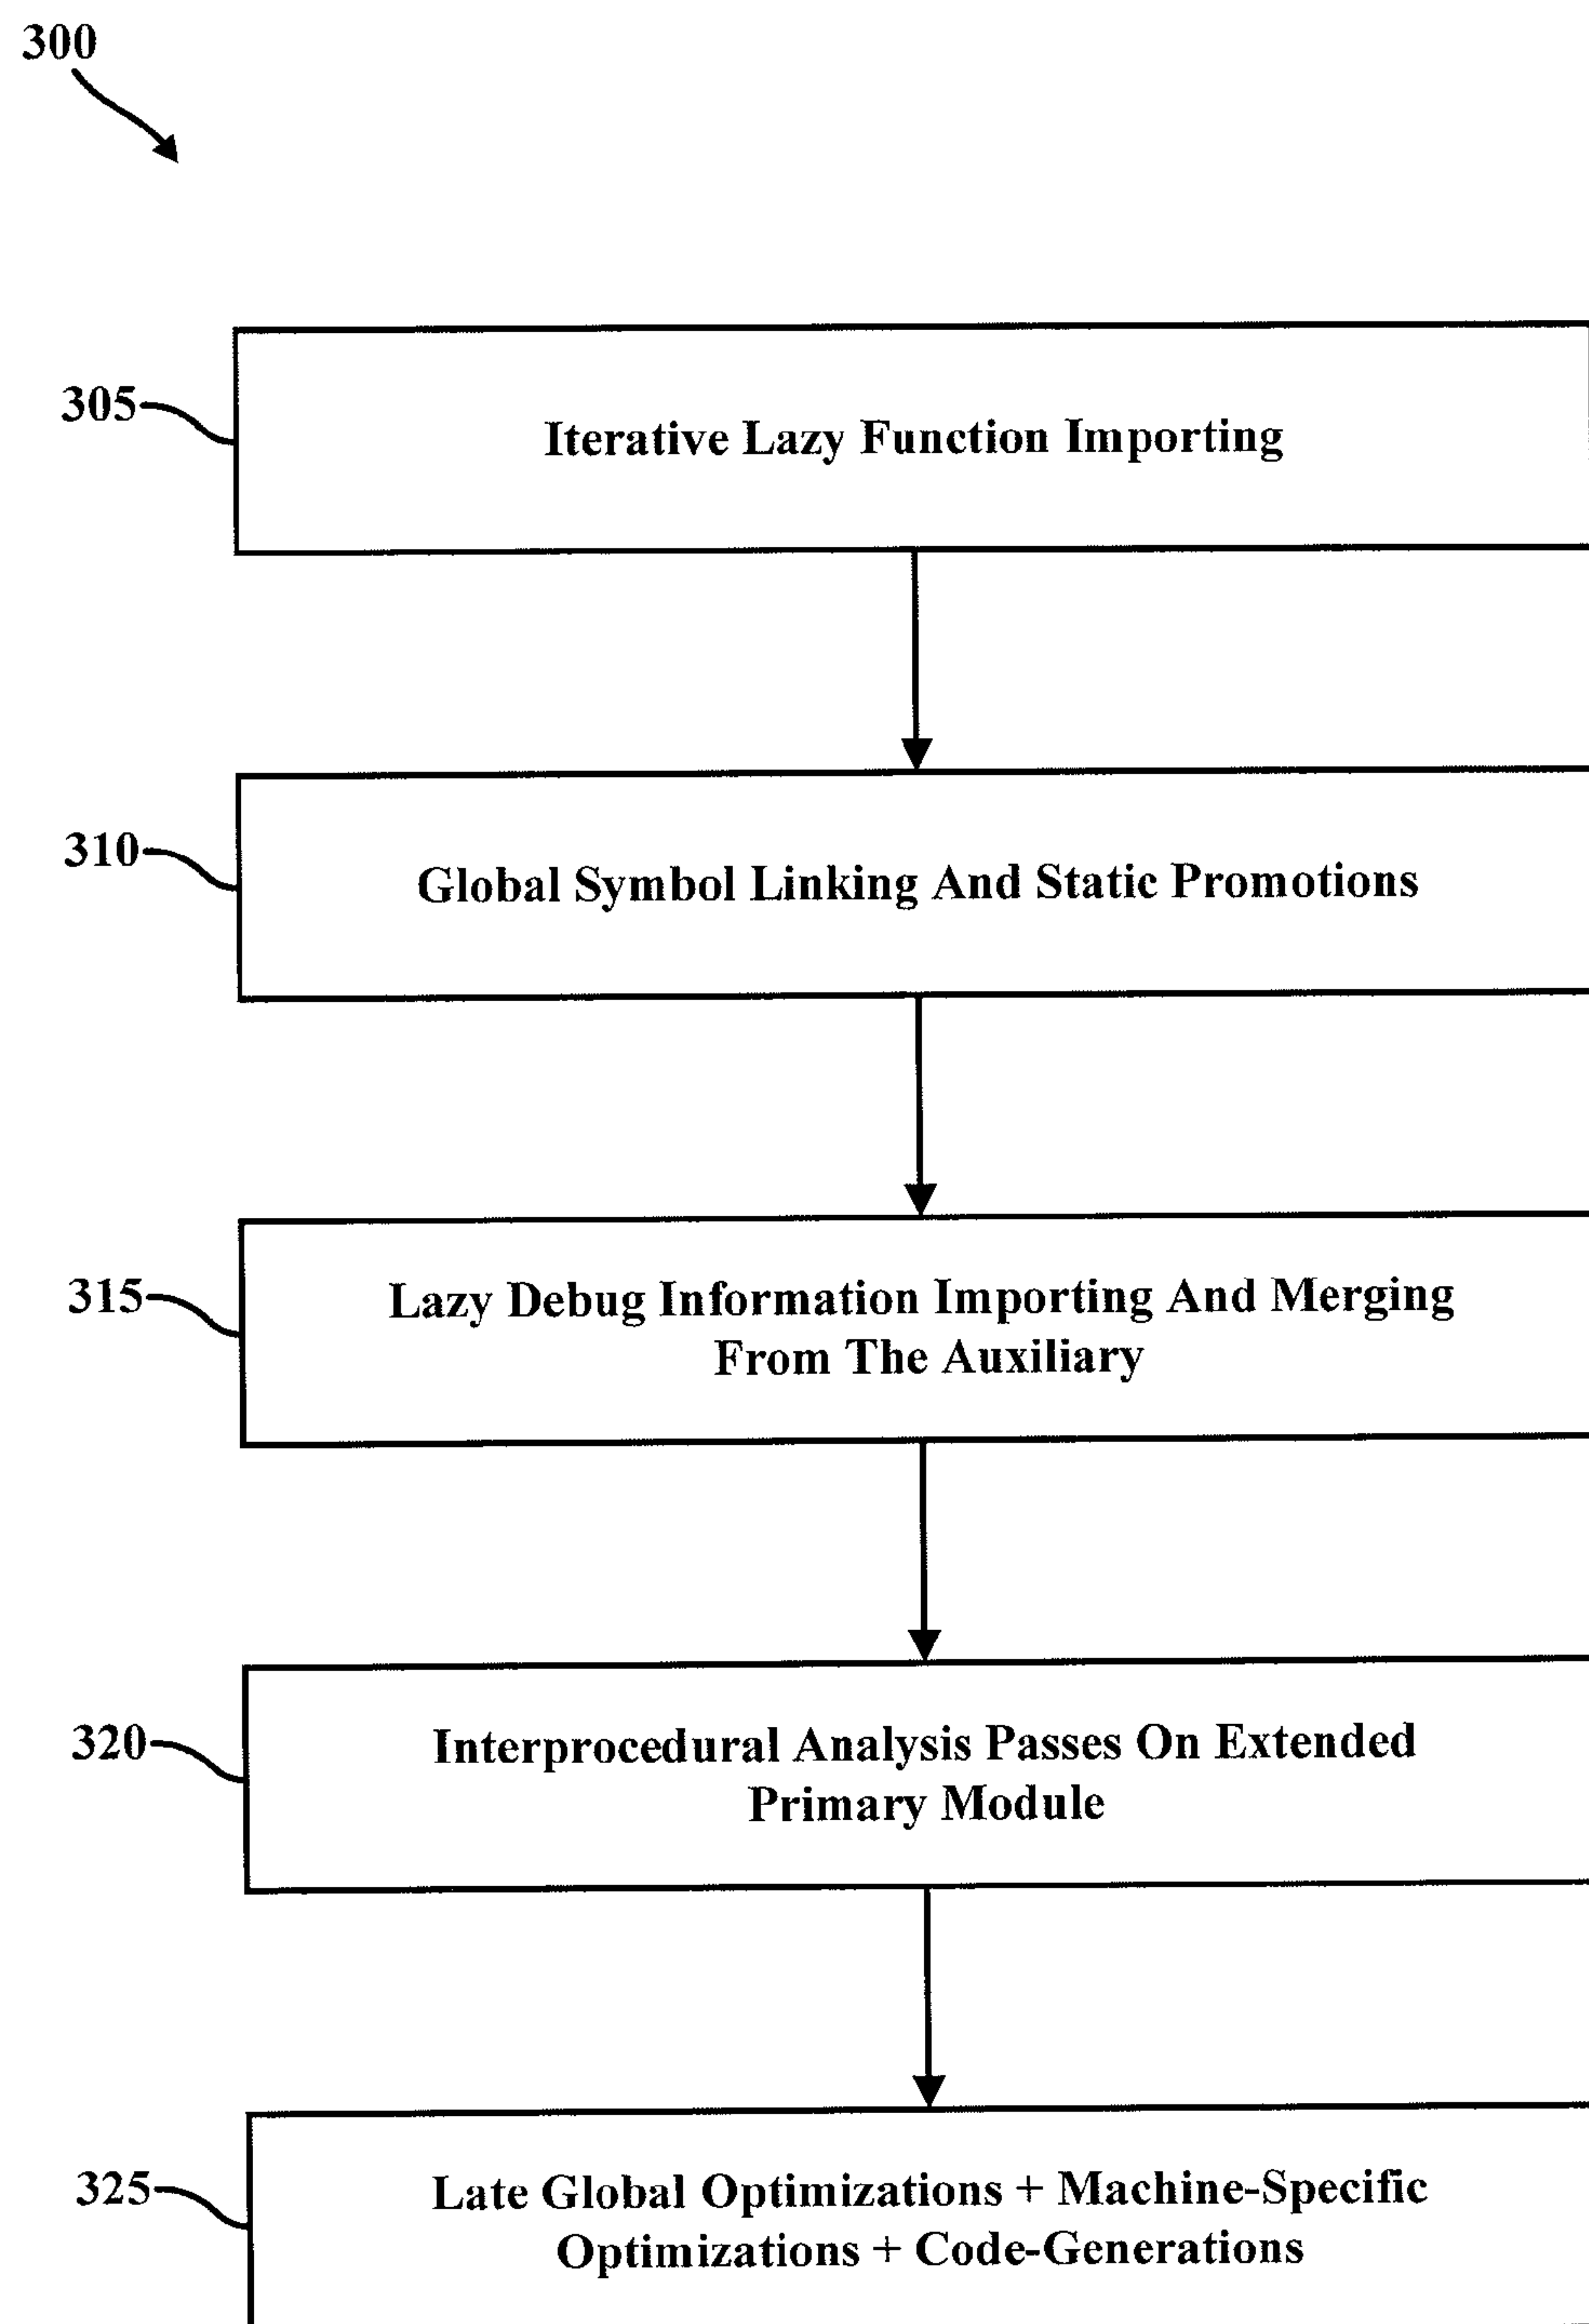 300
305
Iterative Lazy Function Importing
310
Global Symbol Linking And Static Promotions
315
Lazy Debug Information Importing And Merging
From The Auxiliary
320
Interprocedural Analysis Passes On Extended
Primary Module
325
Late Global Optimizations + Machine-Specific
Optimizations + Code-Generations